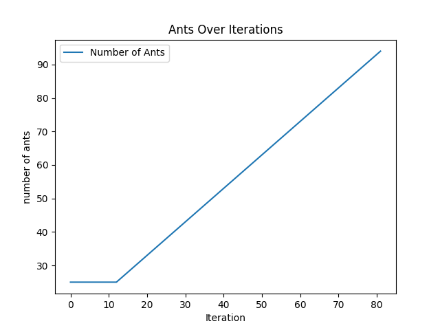 Ants Over Iterations
Number of Ants
number of ants
90
80
70
60
50
40
30
0 10 20 30 40 50 60 70 80
Iteration